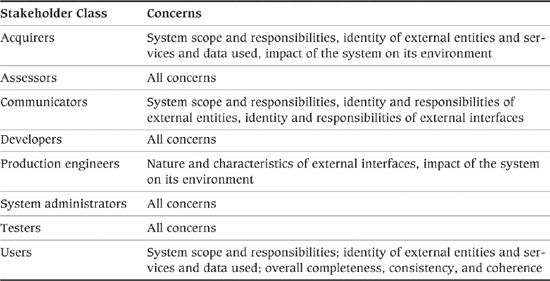 Stakeholder Class Concerns
Acquirers System scope and responsibilities, identity of external entities and ser-
vices and data used, impact of the system on its environment
Assessors All concerns
Communicators System scope and responsibilities, identity and responsibilities of
external entities, identity and responsibilities of external interfaces
Developers All concerns
Production engineers Nature and characteristics of external interfaces, impact of the system
on its environment
System administrators All concerns
Testers All concerns
Users System scope and responsibilities; identity of external entities and ser-
vices and data used; overall completeness, consistency, and coherence